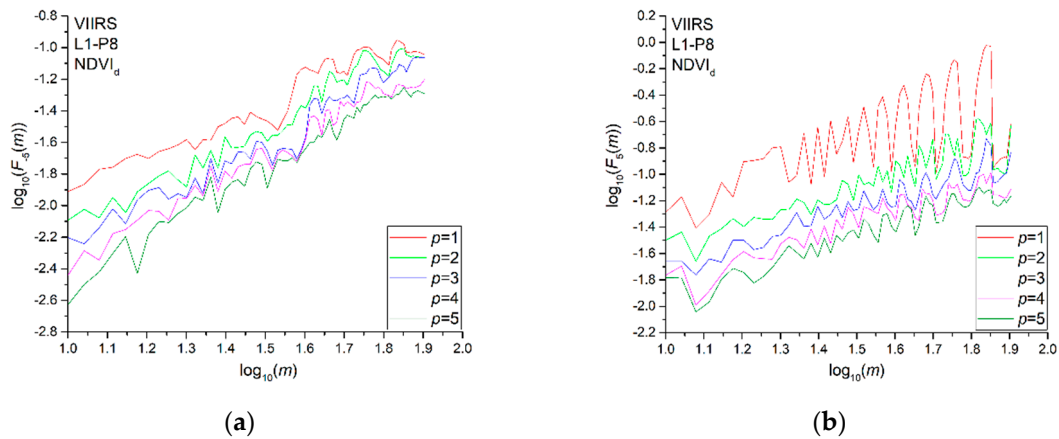 VIIRS
L1-P8
NDVId
log10(F-5(m))
-0.8
-1.0
-1.2
-1.4
-1.6
-1.8
-2.0
-2.2
-2.4
-2.6
-2.8
p=1
p=2
p=3
p=4
p=5
1.0 1.1 1.2 1.3 1.4 1.5 1.6 1.7 1.8 1.9 2.0
log10(m)
(a)
VIIRS
L1-P8
NDVId
log10(F5(m))
0.2
0.0
-0.2
-0.4
-0.6
-0.8
-1.0
-1.2
-1.4
-1.6
-1.8
-2.0
-2.2
p=1
p=2
p=3
p=4
p=5
1.0 1.1 1.2 1.3 1.4 1.5 1.6 1.7 1.8 1.9 2.0
log10(m)
(b)